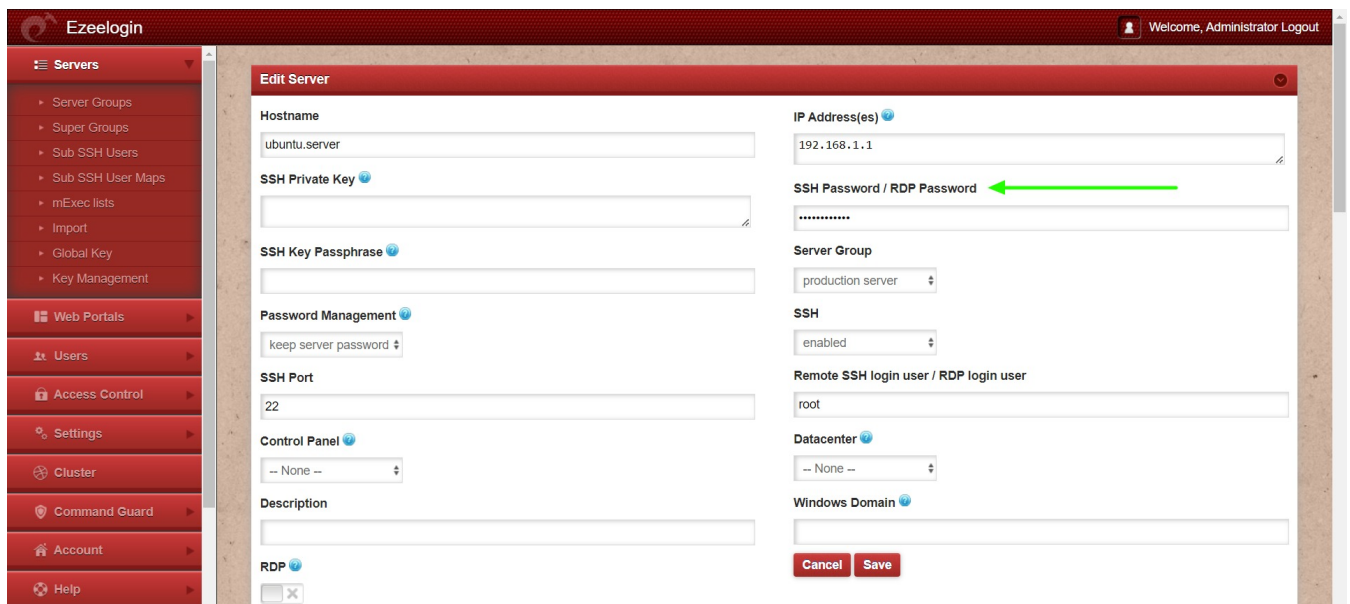 Ezeelogin
Welcome, Administrator Logout
Servers
Server Groups
Super Groups
Sub SSH Users
Sub SSH User Maps
mExec lists
Import
Global Key
Key Management
Web Portals
Users
Access Control
Settings
Cluster
Command Guard
Account
Help
Edit Server
Hostname
ubuntu.server
IP Address(es)
192.168.1.1
SSH Private Key
SSH Password / RDP Password
••••••••••••
SSH Key Passphrase
Server Group
production server
Password Management
keep server password
SSH
enabled
SSH Port
22
Remote SSH login user / RDP login user
root
Control Panel
-- None --
Datacenter
-- None --
Description
Windows Domain
RDP
Cancel Save